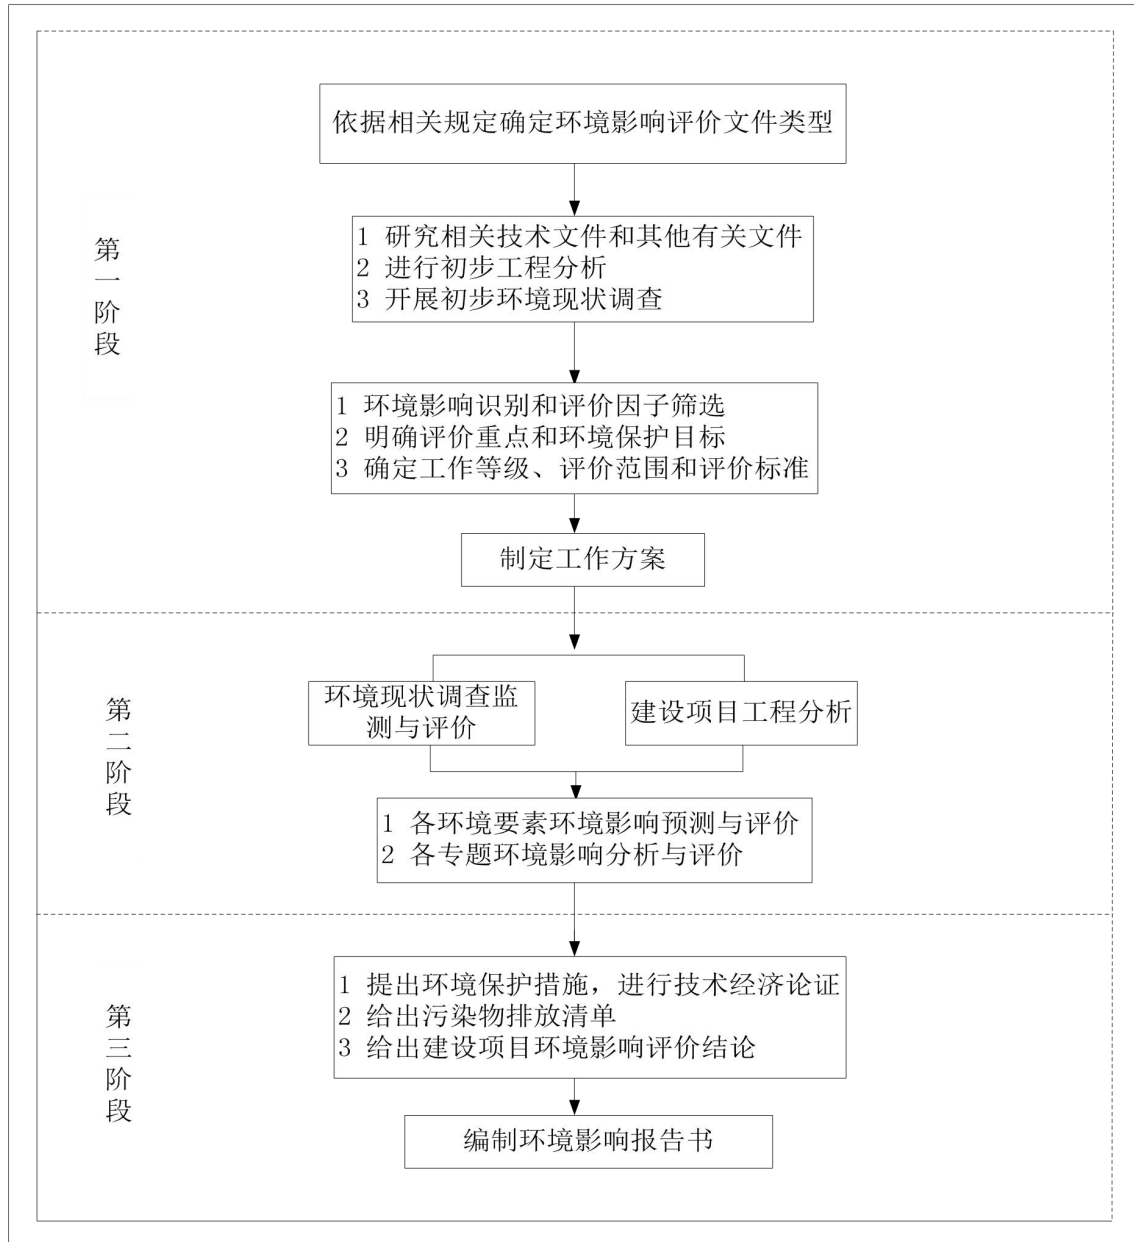 依据相关规定确定环境影响评价文件类型
第一阶段
1 研究相关技术文件和其他有关文件
2 进行初步工程分析
3 开展初步环境现状调查
1 环境影响识别和评价因子筛选
2 明确评价重点和环境保护目标
3 确定工作等级、评价范围和评价标准
制定工作方案
第二阶段
环境现状调查监
测与评价
建设项目工程分析
1 各环境要素环境影响预测与评价
2 各专题环境影响分析与评价
第三阶段
1 提出环境保护措施，进行技术经济论证
2 给出污染物排放清单
3 给出建设项目环境影响评价结论
编制环境影响报告书